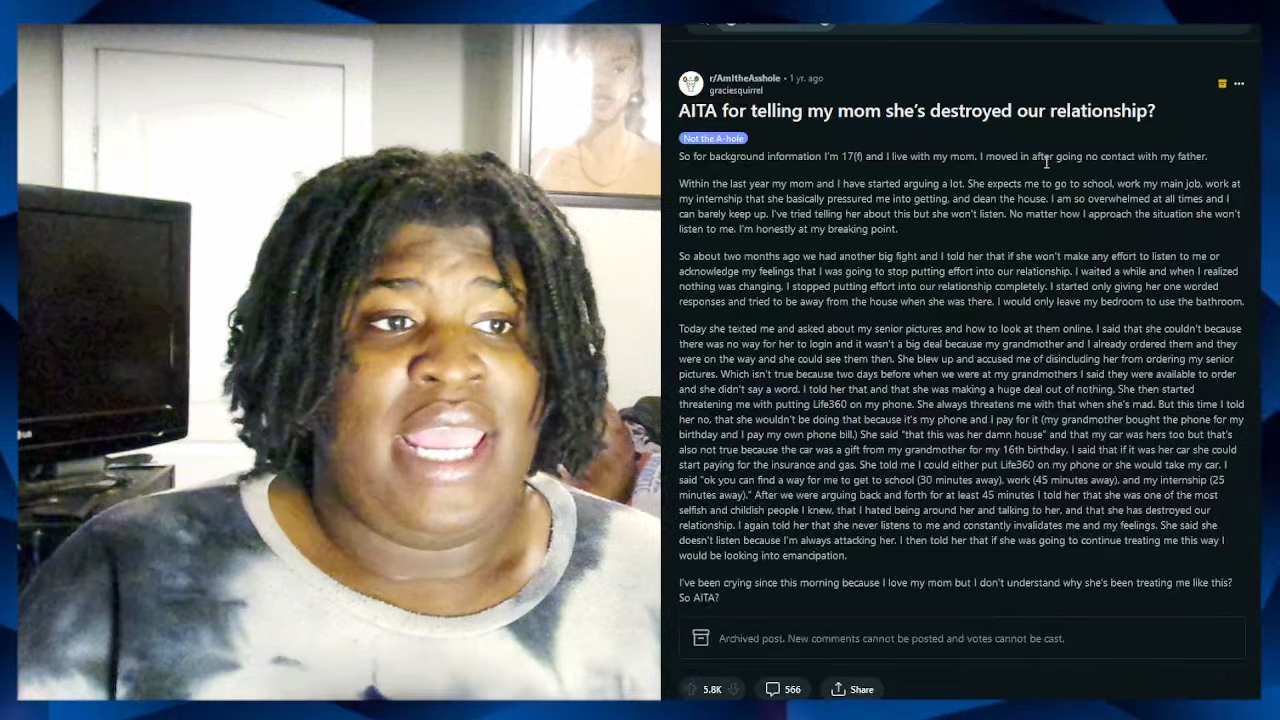 r/AmItheAsshole • 1 yr. ago
graciesquirrel
AITA for telling my mom she's destroyed our relationship?
Not the A-hole
So for background information I'm 17(f) and I live with my mom. I moved in after going no contact with my father.
Within the last year my mom and I have started arguing a lot. She expects me to go to school, work my main job, work at
my internship that she basically pressured me into getting, and clean the house. I am so overwhelmed at all times and I
can barely keep up. I've tried telling her about this but she won't listen. No matter how I approach the situation she won't
listen to me. I'm honestly at my breaking point.
So about two months ago we had another big fight and I told her that if she won't make any effort to listen to me or
acknowledge my feelings that I was going to stop putting effort into our relationship. I waited a while and when I realized
nothing was changing, I stopped putting effort into our relationship completely. I started only giving her one worded
responses and tried to be away from the house when she was there. I would only leave my bedroom to use the bathroom.
Today she texted me and asked about my senior pictures and how to look at them online. I said that she couldn't because
there was no way for her to login and it wasn't a big deal because my grandmother and I already ordered them and they
were on the way and she could see them then. She blew up and accused me of disincluding her from ordering my senior
pictures. Which isn't true because two days before when we were at my grandmothers I said they were available to order
and she didn't say a word. I told her that and that she was making a huge deal out of nothing. She then started
threatening me with putting Life360 on my phone. She always threatens me with that when she's mad. But this time I told
her no, that she wouldn't be doing that because it's my phone and I pay for it (my grandmother bought the phone for my
birthday and I pay my own phone bill.) She said "that this was her damn house" and that my car was hers too but that's
also not true because the car was a gift from my grandmother for my 16th birthday. I said that if it was her car she could
start paying for the insurance and gas. She told me I could either put Life360 on my phone or she would take my car. I
said "ok you can find a way for me to get to school (30 minutes away), work (45 minutes away), and my internship (25
minutes away)." After we were arguing back and forth for at least 45 minutes I told her that she was one of the most
selfish and childish people I knew, that I hated being around her and talking to her, and that she has destroyed our
relationship. I again told her that she never listens to me and constantly invalidates me and my feelings. She said she
doesn't listen because I'm always attacking her. I then told her that if she was going to continue treating me this way I
would be looking into emancipation.
I've been crying since this morning because I love my mom but I don't understand why she's been treating me like this?
So AITA?
Archived post. New comments cannot be posted and votes cannot be cast.
5.8K 566 Share